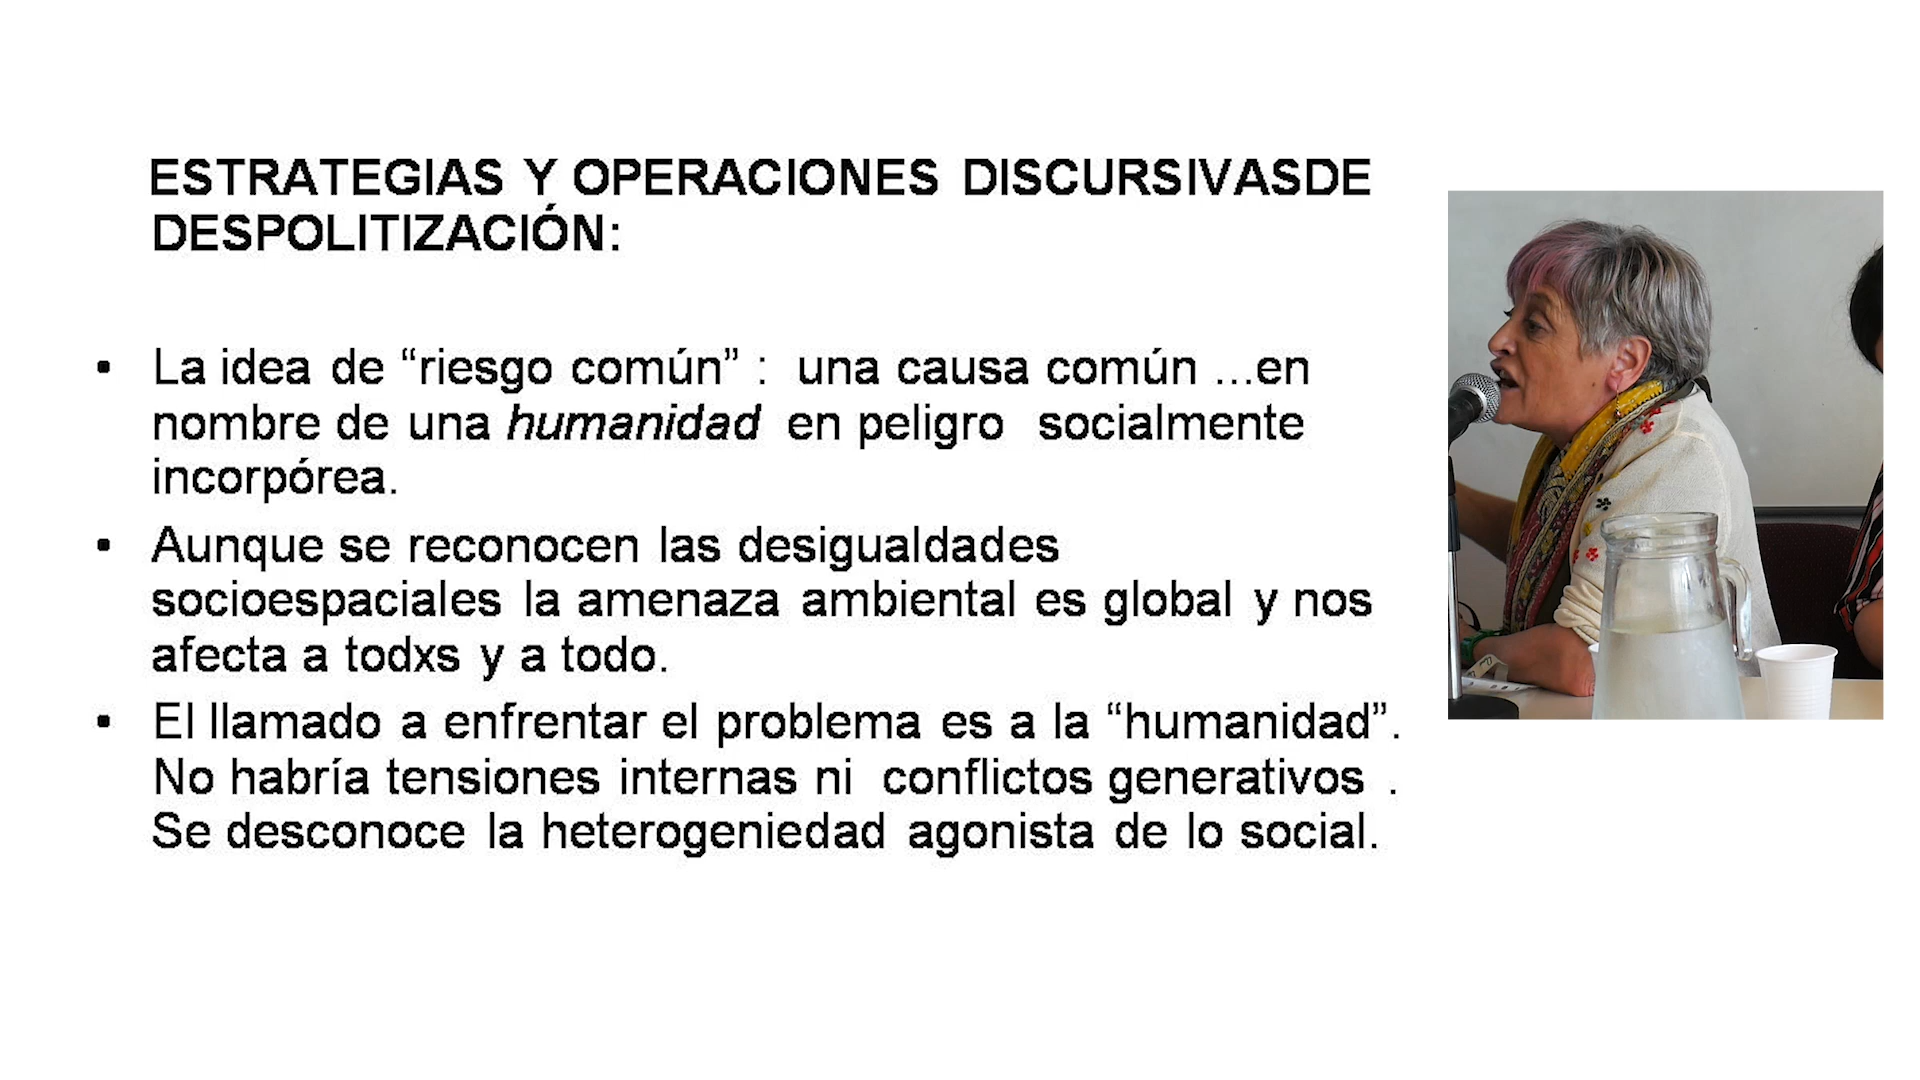 ESTRATEGIAS Y OPERACIONES DISCURSIVASDE
DESPOLITIZACIÓN:
• La idea de “riesgo común” : una causa común ...en
nombre de una humanidad en peligro socialmente
incorpórea.
• Aunque se reconocen las desigualdades
socioespaciales la amenaza ambiental es global y nos
afecta a todxs y a todo.
• El llamado a enfrentar el problema es a la “humanidad”.
No habría tensiones internas ni conflictos generativos .
Se desconoce la heterogeniedad agonista de lo social.